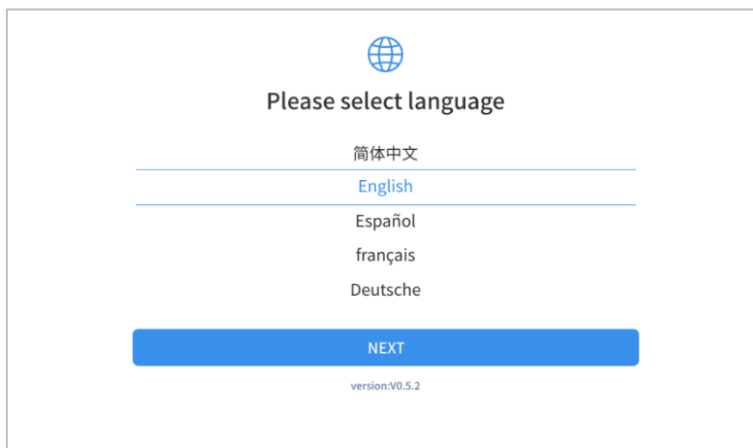 Please select language
简体中文
English
Español
français
Deutsche
NEXT
version:V0.5.2